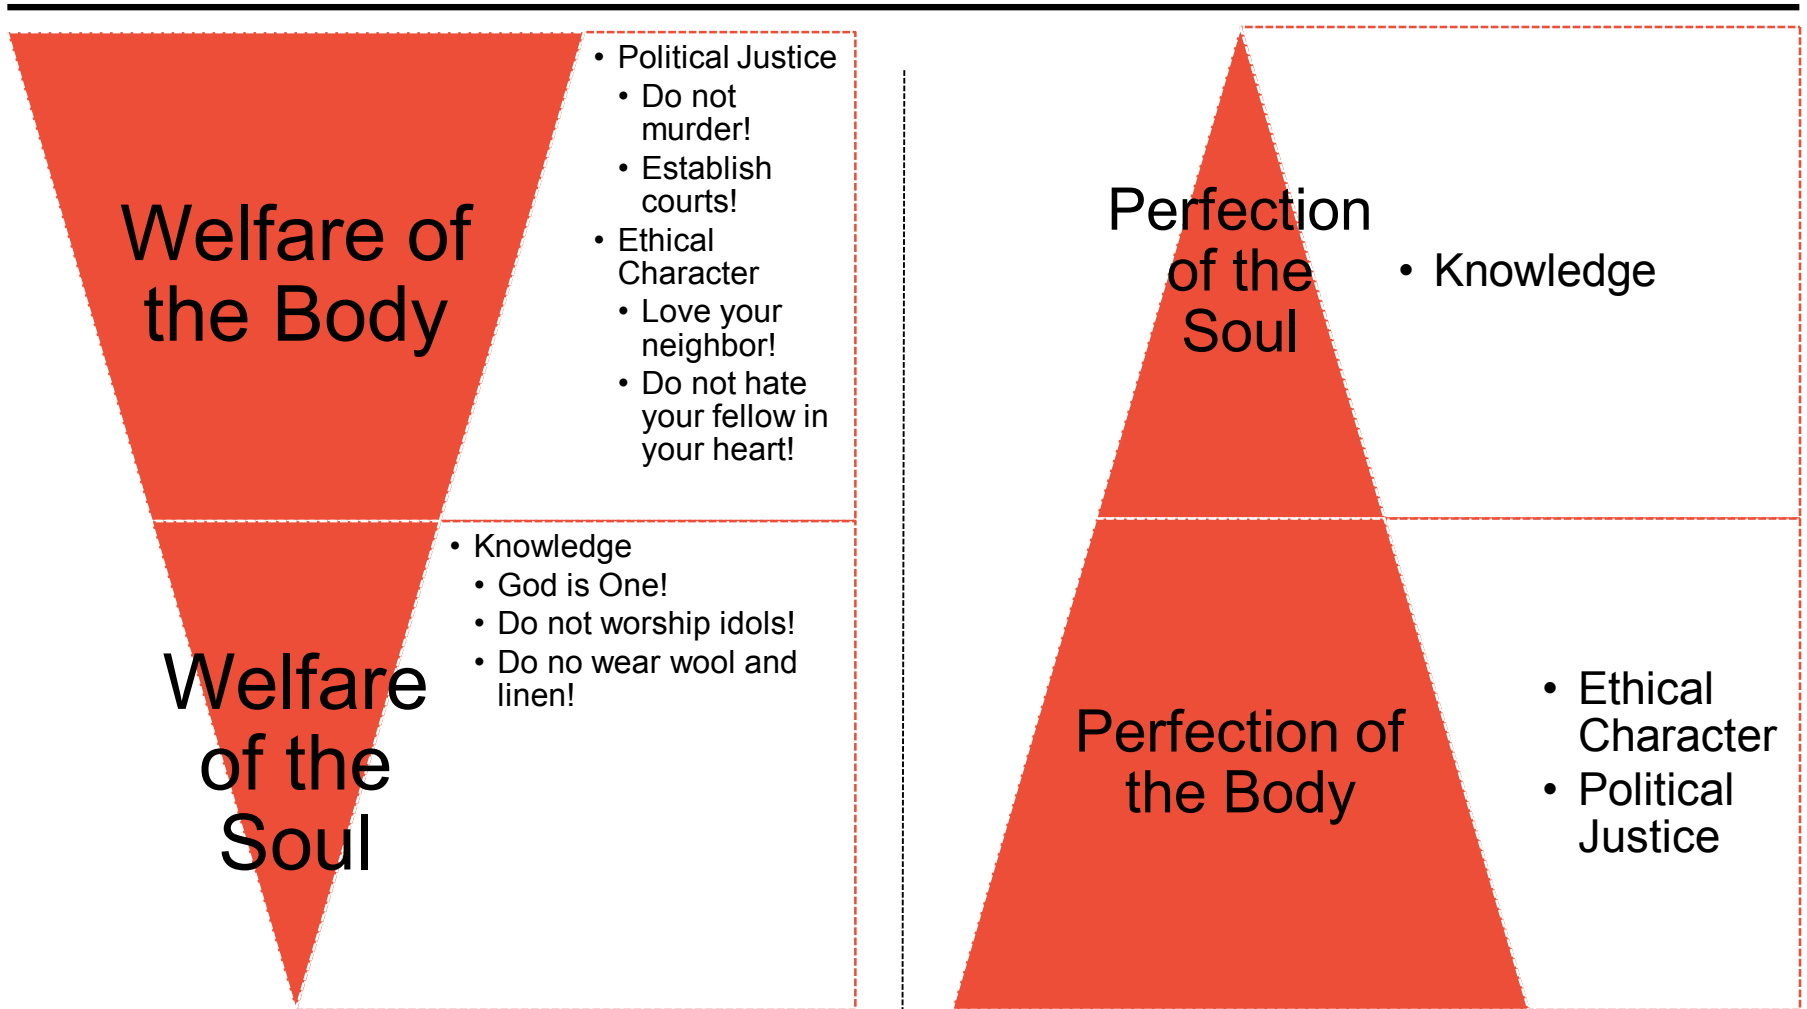 Welfare of
the Body
• Political Justice
• Do not
murder!
• Establish
courts!
• Ethical
Character
• Love your
neighbor!
• Do not hate
your fellow in
your heart!
Welfare
of the
Soul
• Knowledge
• God is One!
• Do not worship idols!
• Do no wear wool and
linen!
Perfection
of the
Soul
• Knowledge
Perfection of
the Body
• Ethical
Character
• Political
Justice